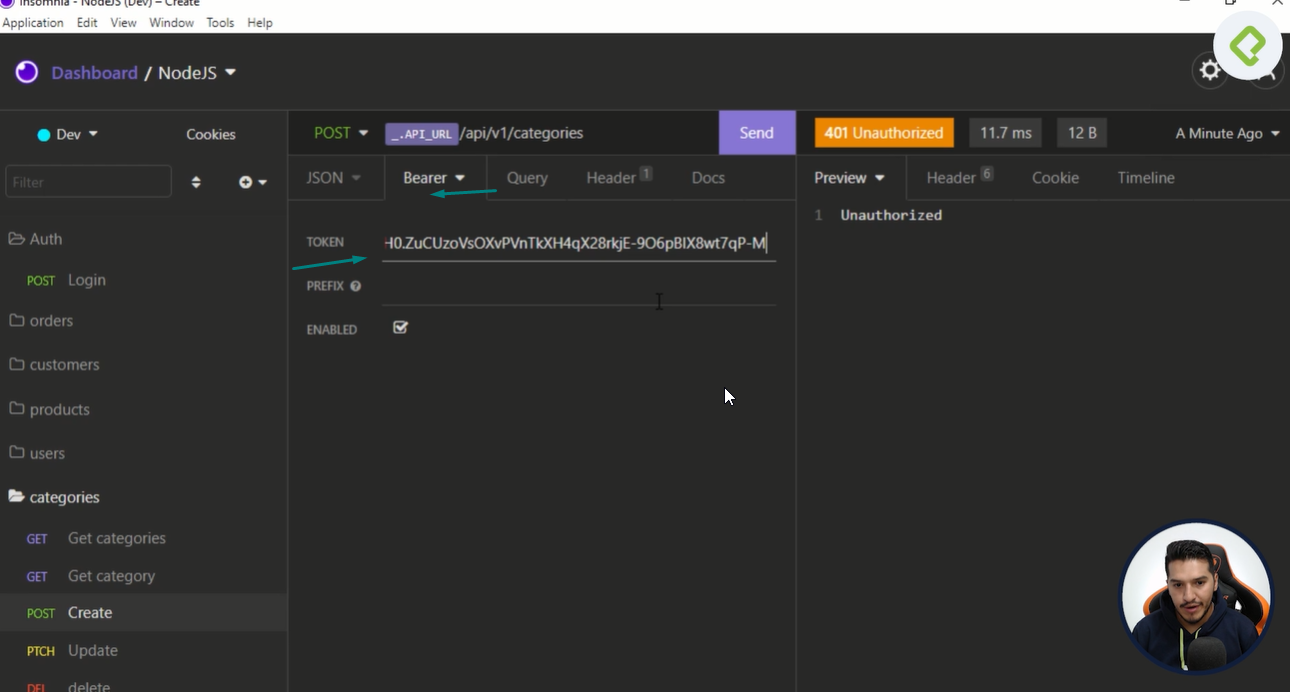 Insomnia - NodeJS (Dev) – Create
Application Edit View Window Tools Help
Dashboard / NodeJS
Dev Cookies
POST _.API_URL /api/v1/categories Send
401 Unauthorized 11.7 ms 12 B A Minute Ago
Filter
JSON Bearer Query Header 1 Docs
Preview Header 6 Cookie Timeline
1 Unauthorized
Auth
POST Login
orders
customers
products
users
categories
GET Get categories
GET Get category
POST Create
PTCH Update
DEL delete
TOKEN H0.ZuCUzoVsOXvPVnTkXH4qX28rkjE-9O6pBIX8wt7qP-M
PREFIX
ENABLED